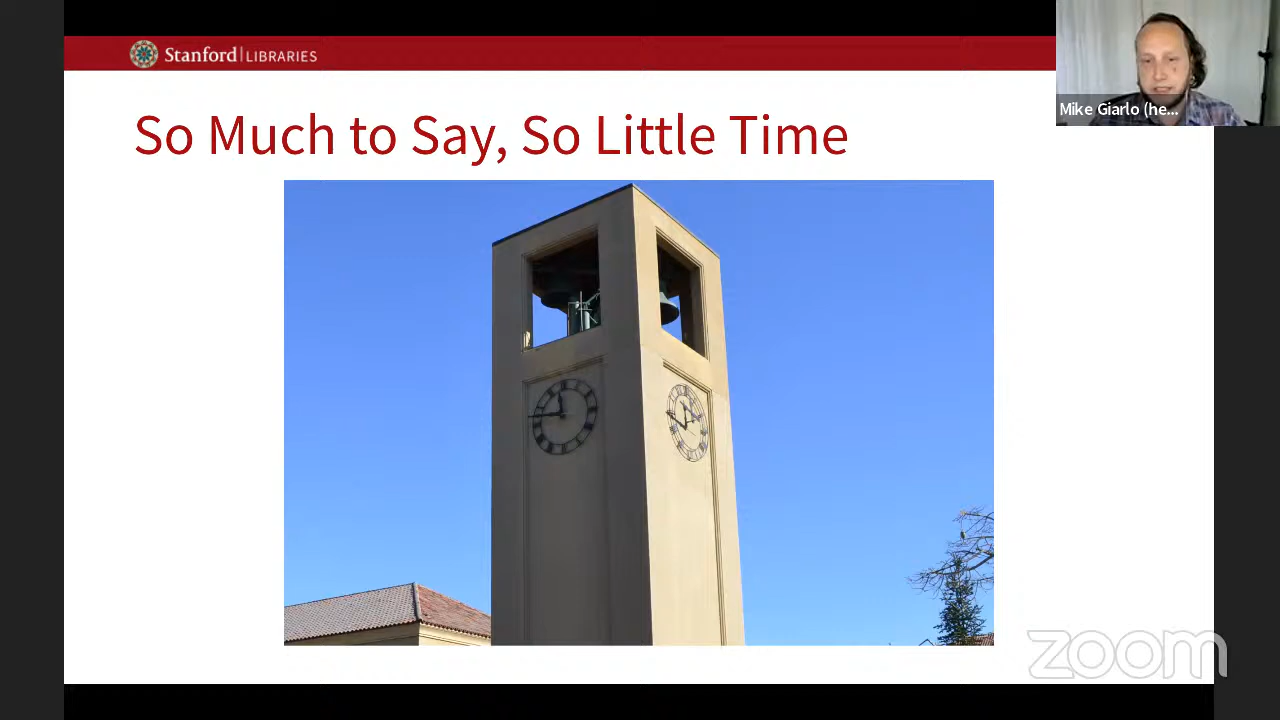 Stanford | LIBRARIES
Mike Giarlo (he...
So Much to Say, So Little Time
zoom